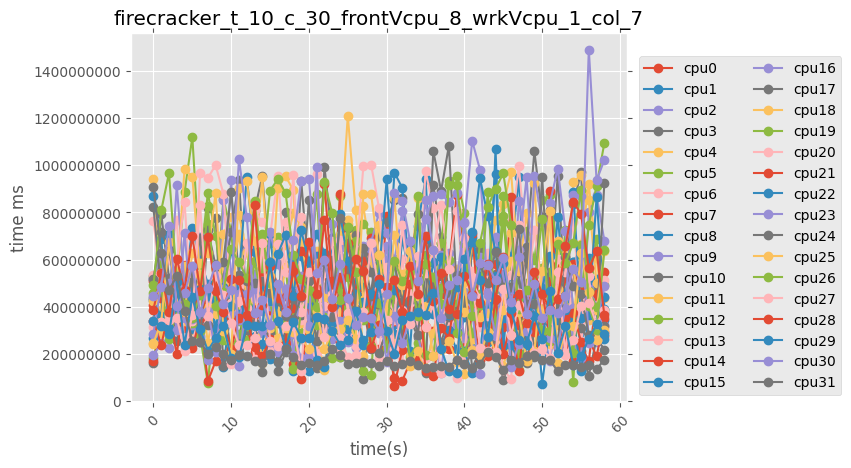 firecracker_t_10_c_30_frontVcpu_8_wrkVcpu_1_col_7
time ms
1400000000
1200000000
1000000000
800000000
600000000
400000000
200000000
0
0
10
20
30
40
50
60
time(s)
cpu0
cpu1
cpu2
cpu3
cpu4
cpu5
cpu6
cpu7
cpu8
cpu9
cpu10
cpu11
cpu12
cpu13
cpu14
cpu15
cpu16
cpu17
cpu18
cpu19
cpu20
cpu21
cpu22
cpu23
cpu24
cpu25
cpu26
cpu27
cpu28
cpu29
cpu30
cpu31